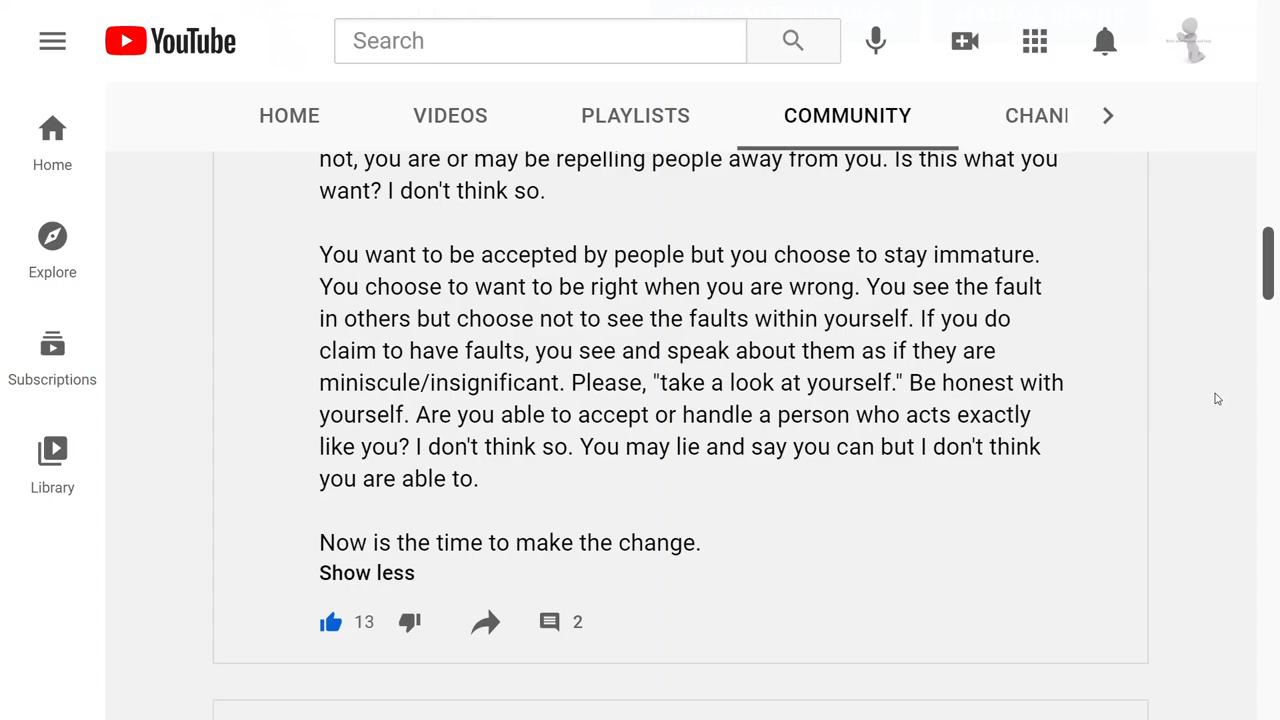 YouTube
Search
HOME
VIDEOS
PLAYLISTS
COMMUNITY
CHAN
Home
Explore
Subscriptions
Library
not, you are or may be repelling people away from you. Is this what you
want? I don't think so.
You want to be accepted by people but you choose to stay immature.
You choose to want to be right when you are wrong. You see the fault
in others but choose not to see the faults within yourself. If you do
claim to have faults, you see and speak about them as if they are
miniscule/insignificant. Please, "take a look at yourself." Be honest with
yourself. Are you able to accept or handle a person who acts exactly
like you? I don't think so. You may lie and say you can but I don't think
you are able to.
Now is the time to make the change.
Show less
13
2